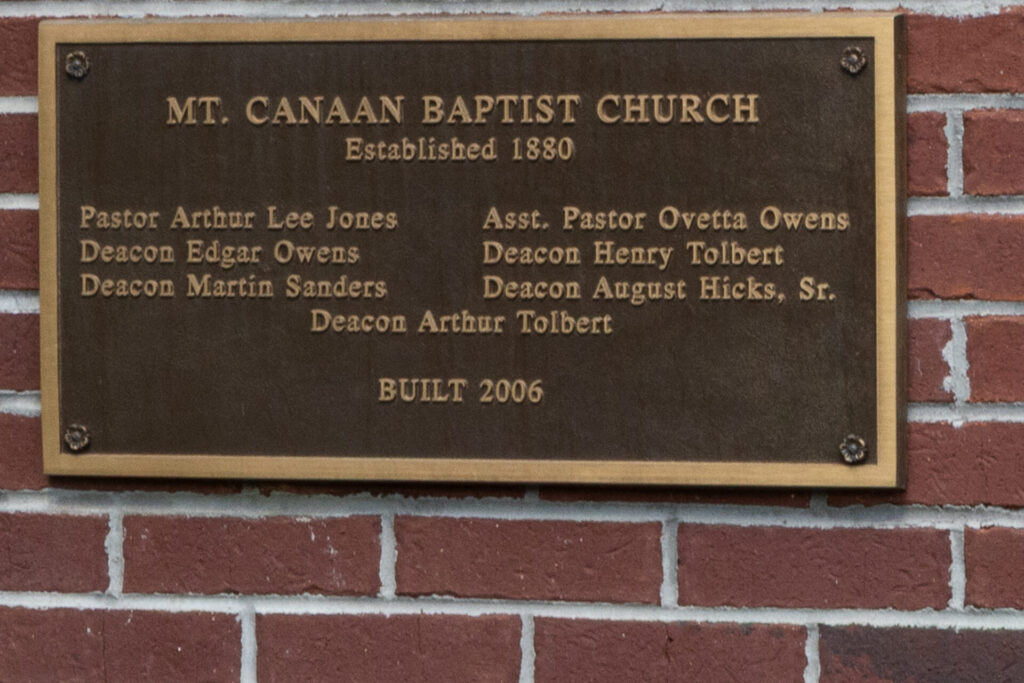 MT. CANAAN BAPTIST CHURCH
Established 1880
Pastor Arthur Lee Jones
Asst. Pastor Ovetta Owens
Deacon Edgar Owens
Deacon Henry Tolbert
Deacon Martin Sanders
Deacon August Hicks, Sr.
Deacon Arthur Tolbert
BUILT 2006